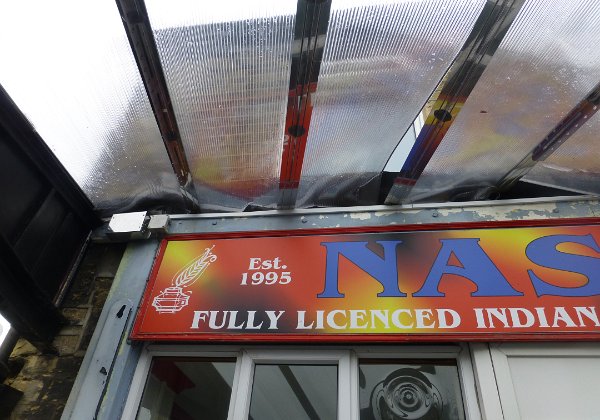 Est.
1995
NAS
FULLY LICENCED INDIAN